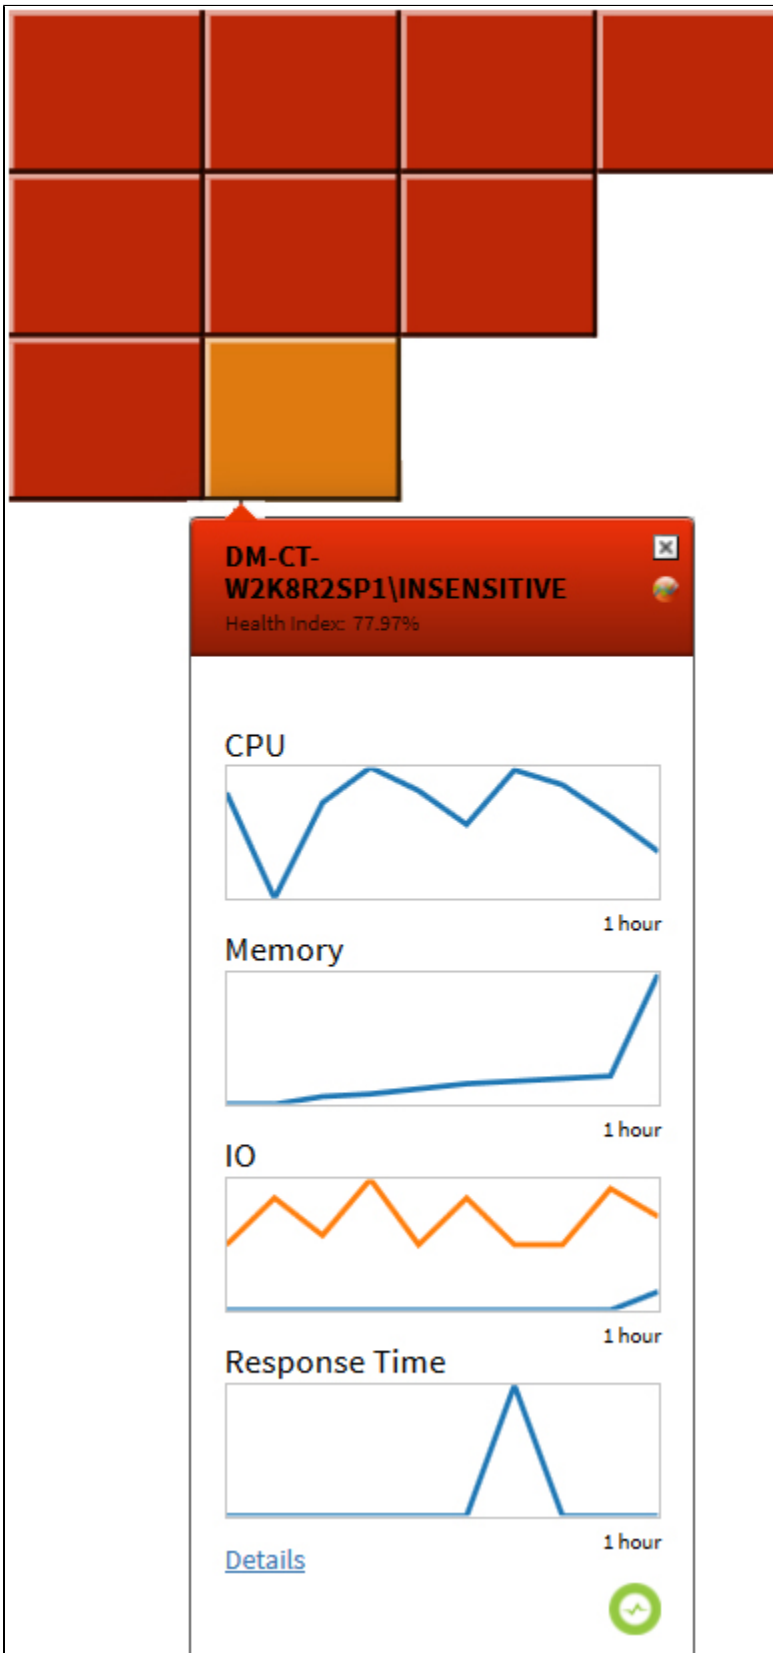 DM-CT-
W2K8R2SP1\INSENSITIVE
Health Index: 77.97%
CPU
1 hour
Memory
1 hour
IO
1 hour
Response Time
1 hour
Details